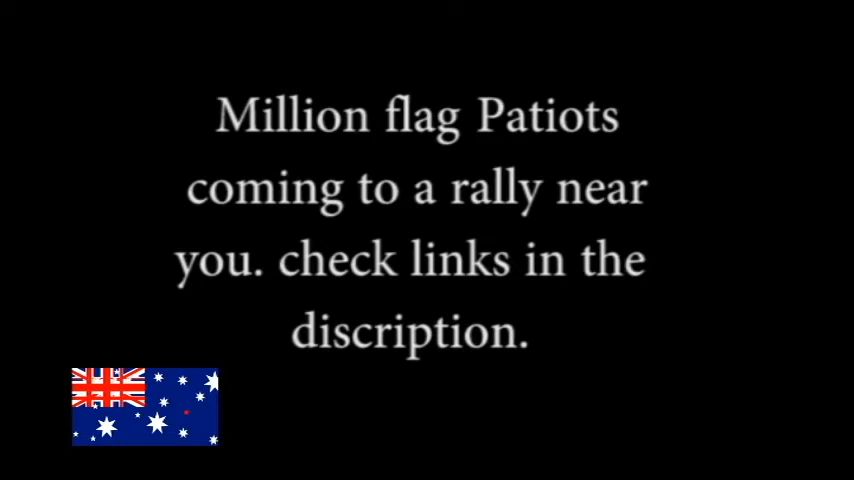 Million flag Patiots
coming to a rally near
you. check links in the
discription.